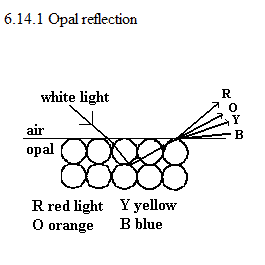 6.14.1 Opal reflection
white light
R
O
Y
B
air
opal
R red light Y yellow
O orange B blue